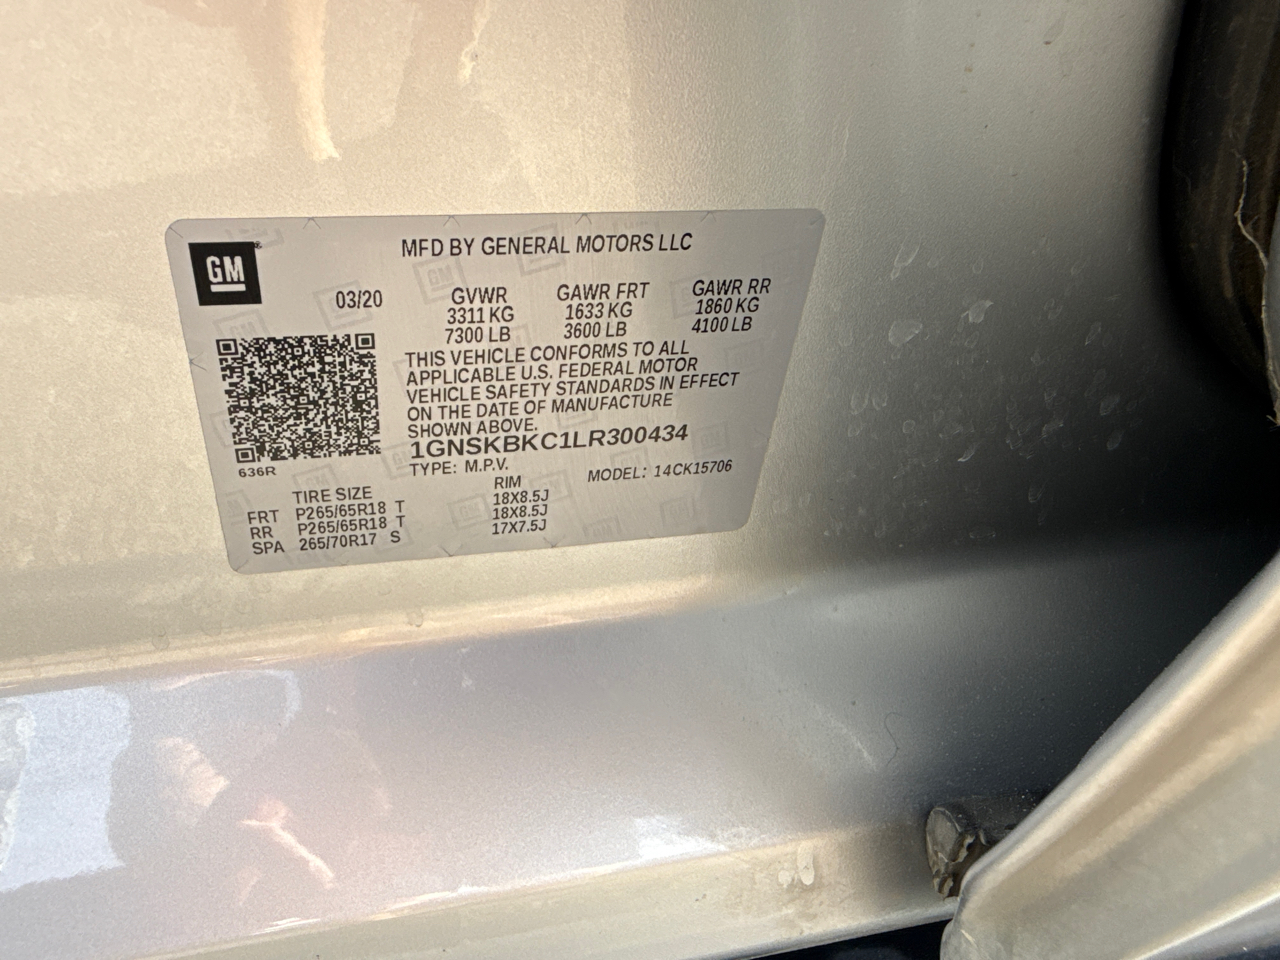 GM
MFD BY GENERAL MOTORS LLC
03/20
GVWR GAWR FRT GAWR RR
3311 KG 1633 KG 1860 KG
7300 LB 3600 LB 4100 LB
THIS VEHICLE CONFORMS TO ALL
APPLICABLE U.S. FEDERAL MOTOR
VEHICLE SAFETY STANDARDS IN EFFECT
ON THE DATE OF MANUFACTURE
SHOWN ABOVE.
1GNSKBKC1LR300434
636R
TYPE: M.P.V. MODEL: 14CK15706
TIRE SIZE RIM
FRT P265/65R18 T 18X8.5J
RR P265/65R18 T 18X8.5J
SPA 265/70R17 S 17X7.5J